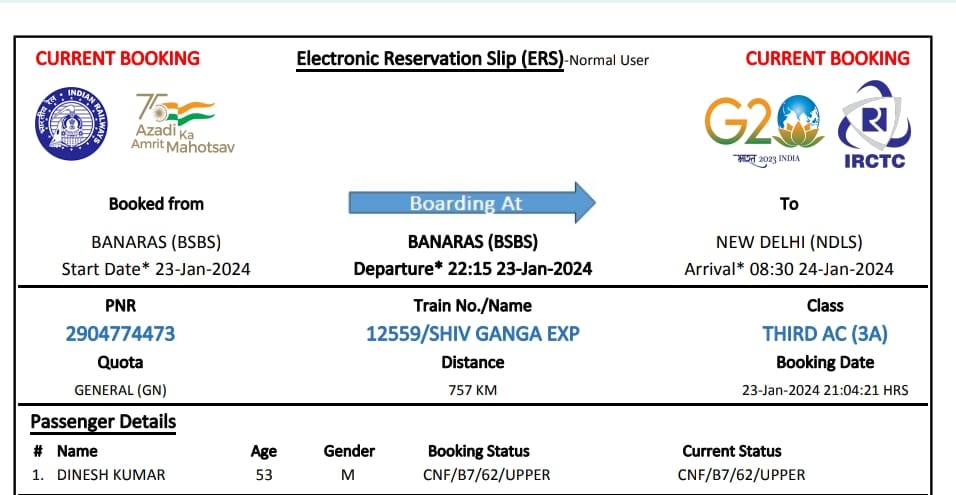 CURRENT BOOKING Electronic Reservation Slip (ERS)-Normal User CURRENT BOOKING
भारतीय रेल INDIAN RAILWAYS
75
Azadi Ka
Amrit Mahotsav
G20
भारत 2023 INDIA
IRCTC
Booked from Boarding At To
BANARAS (BSBS) BANARAS (BSBS) NEW DELHI (NDLS)
Start Date* 23-Jan-2024 Departure* 22:15 23-Jan-2024 Arrival* 08:30 24-Jan-2024
PNR Train No./Name Class
2904774473 12559/SHIV GANGA EXP THIRD AC (3A)
Quota Distance Booking Date
GENERAL (GN) 757 KM 23-Jan-2024 21:04:21 HRS
Passenger Details
# Name Age Gender Booking Status Current Status
1. DINESH KUMAR 53 M CNF/B7/62/UPPER CNF/B7/62/UPPER